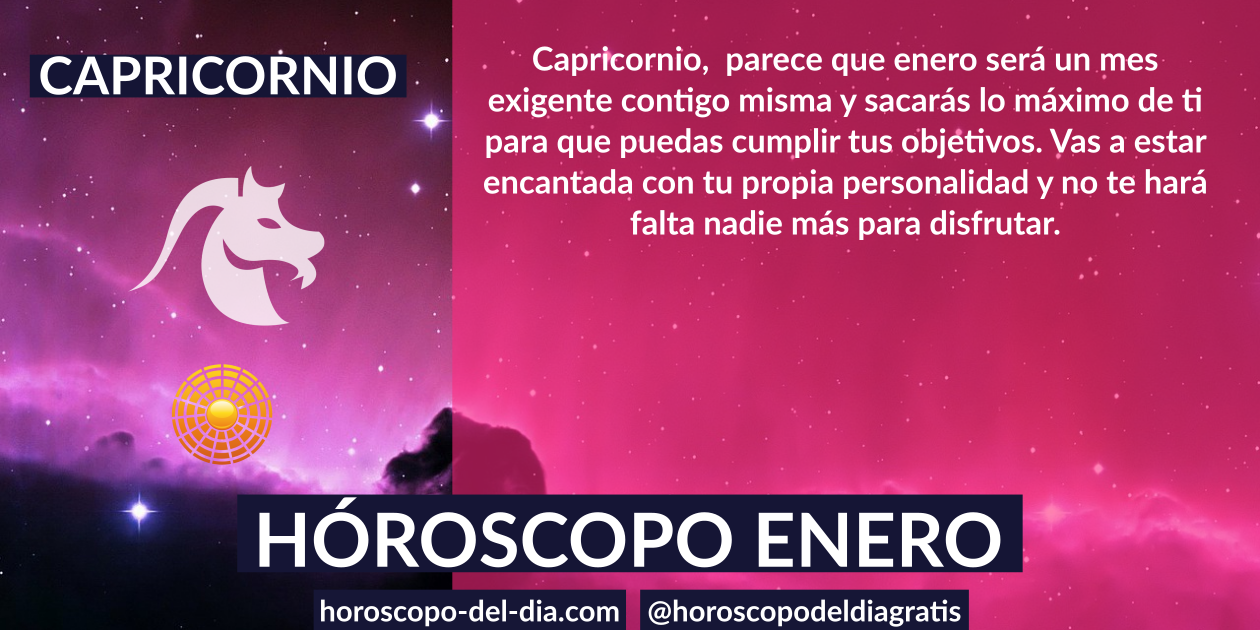 CAPRICORNIO
Capricornio,  parece que enero será un mes
exigente contigo misma y sacarás lo máximo de ti
para que puedas cumplir tus objetivos. Vas a estar
encantada con tu propia personalidad y no te hará
falta nadie más para disfrutar.
HÓROSCOPO ENERO
horoscopo-del-dia.com
@horoscopodeldiagratis